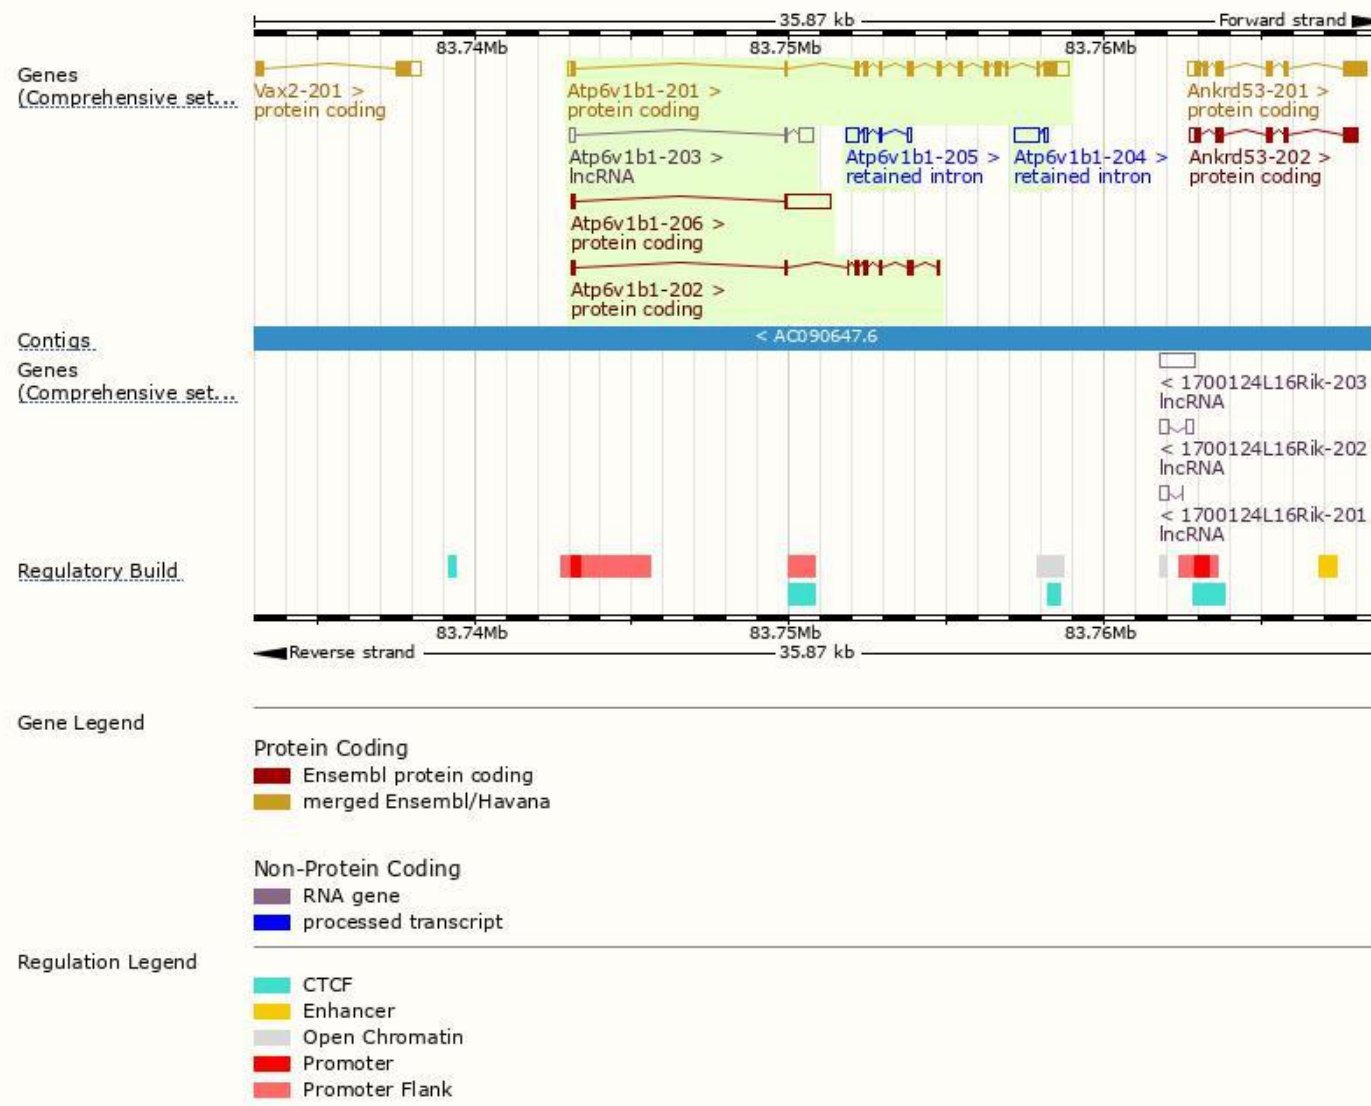 35.87 kb Forward strand
83.74Mb 83.75Mb 83.76Mb
Genes
(Comprehensive set...
Vax2-201 >
protein coding
Atp6v1b1-201 >
protein coding
Ankrd53-201 >
protein coding
Atp6v1b1-203 >
lncRNA
Atp6v1b1-205 >
retained intron
Atp6v1b1-204 >
retained intron
Ankrd53-202 >
protein coding
Atp6v1b1-206 >
protein coding
Atp6v1b1-202 >
protein coding
Contigs
< AC090647.6
Genes
(Comprehensive set...
< 1700124L16Rik-203
lncRNA
< 1700124L16Rik-202
lncRNA
< 1700124L16Rik-201
lncRNA
Regulatory Build
83.74Mb 83.75Mb 83.76Mb
Reverse strand 35.87 kb
Gene Legend
Protein Coding
Ensembl protein coding
merged Ensembl/Havana
Non-Protein Coding
RNA gene
processed transcript
Regulation Legend
CTCF
Enhancer
Open Chromatin
Promoter
Promoter Flank